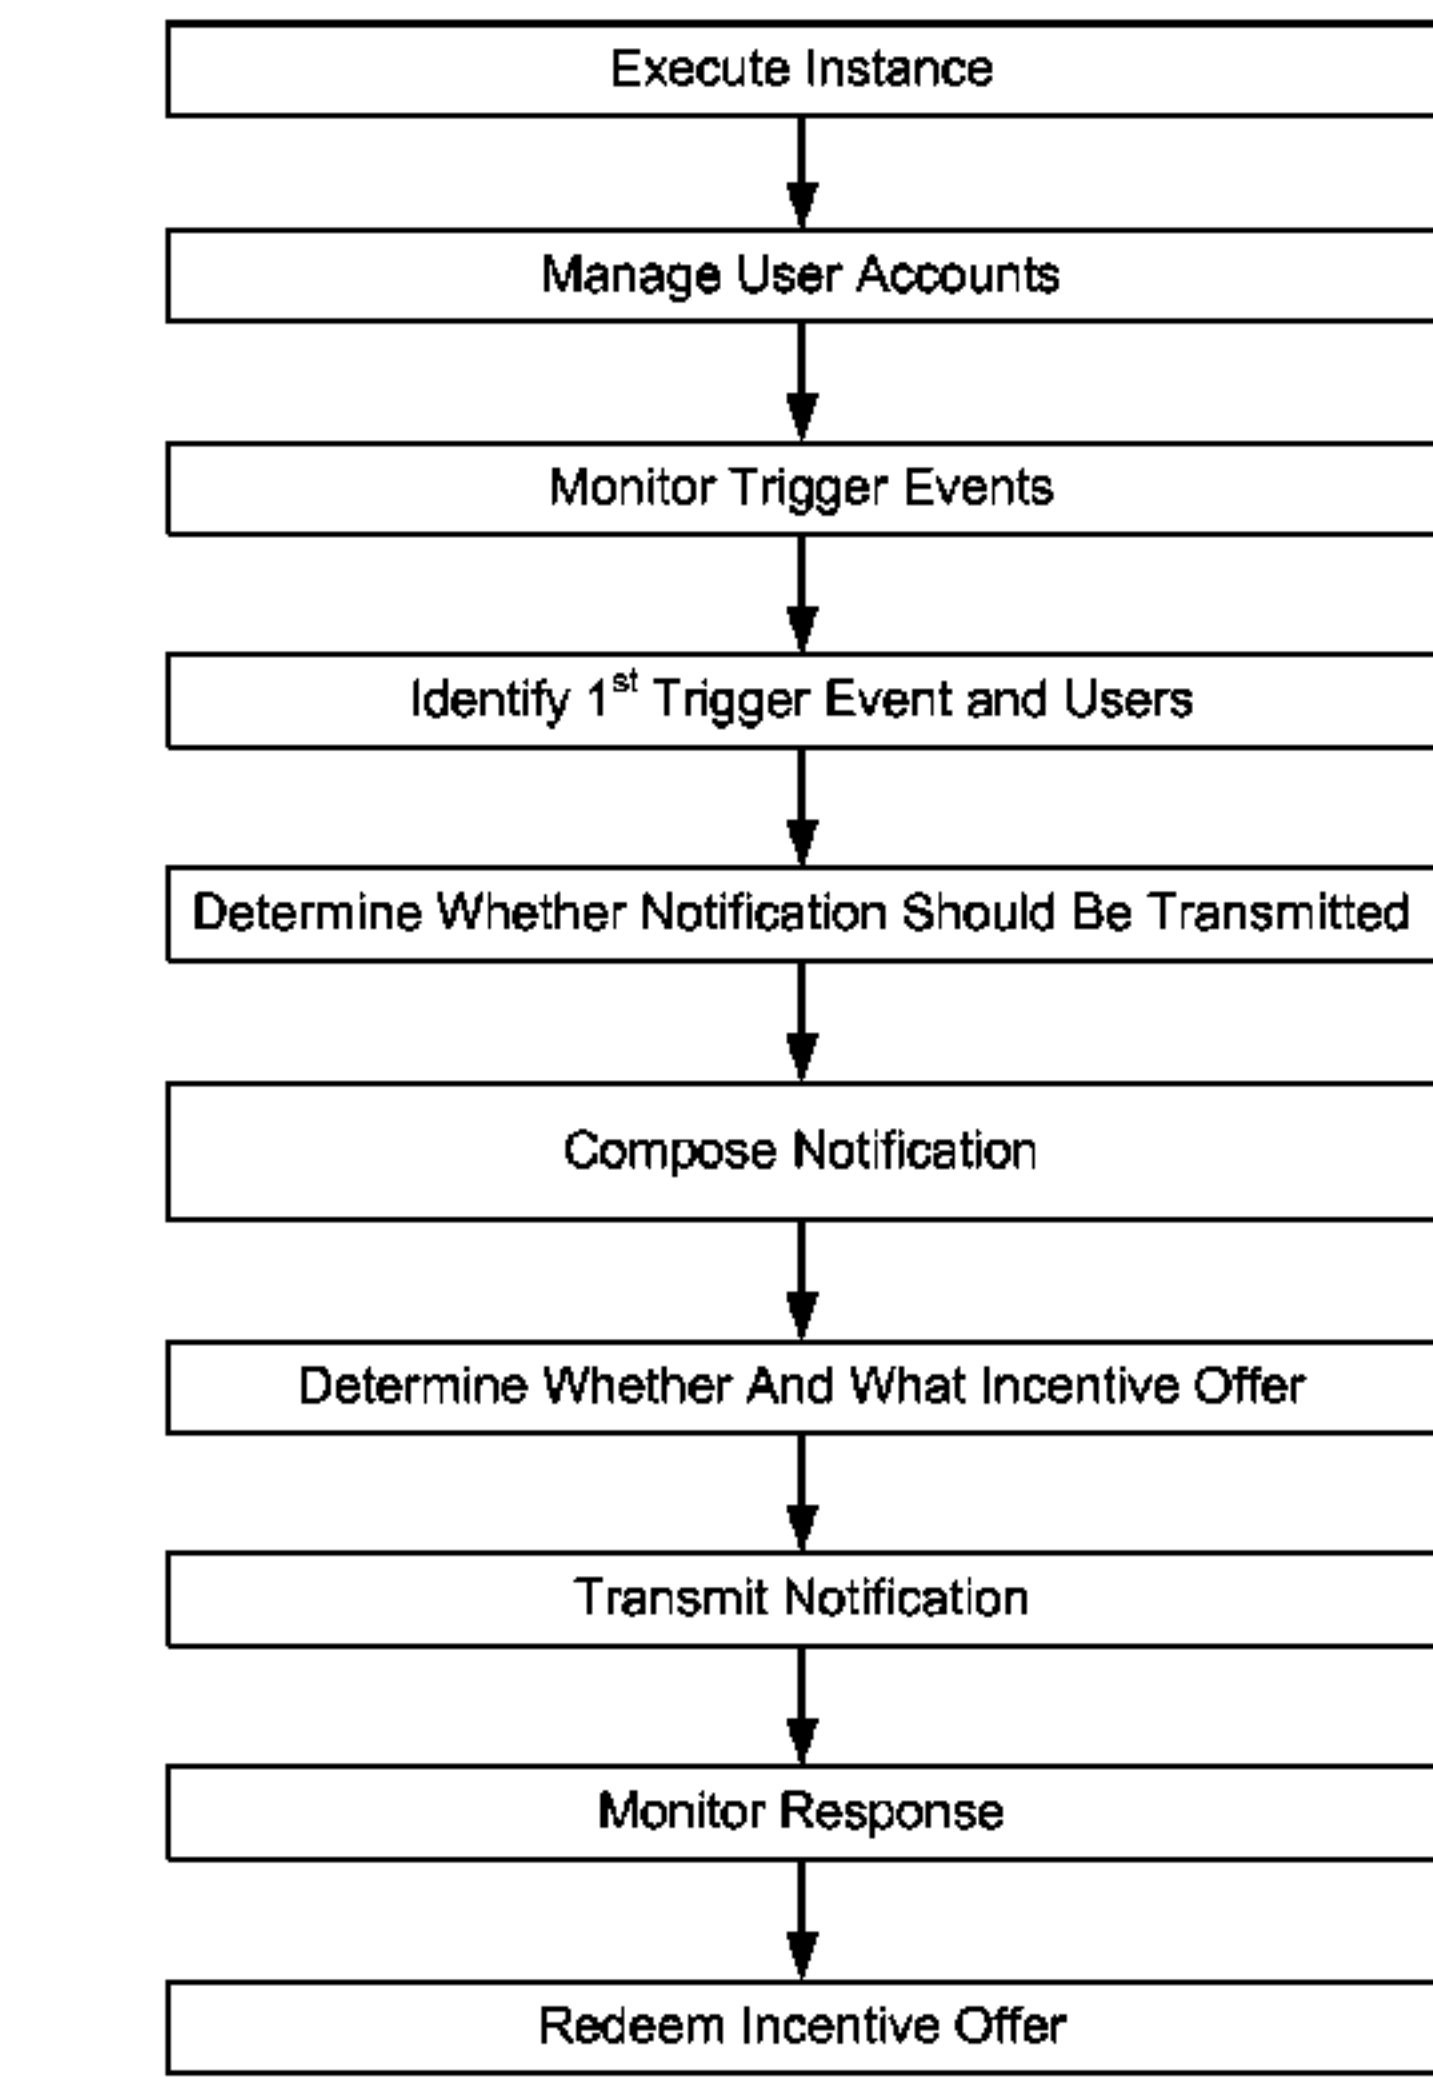 Execute Instance
Manage User Accounts
Monitor Trigger Events
Identify 1st Trigger Event and Users
Determine Whether Notification Should Be Transmitted
Compose Notification
Determine Whether And What Incentive Offer
Transmit Notification
Monitor Response
Redeem Incentive Offer